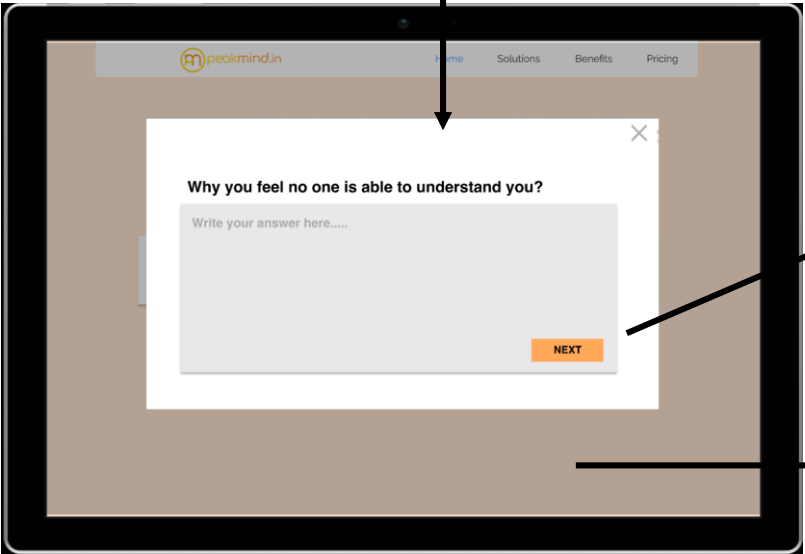 peakmind.in
Home Solutions Benefits Pricing
Why you feel no one is able to understand you?
Write your answer here.....
NEXT